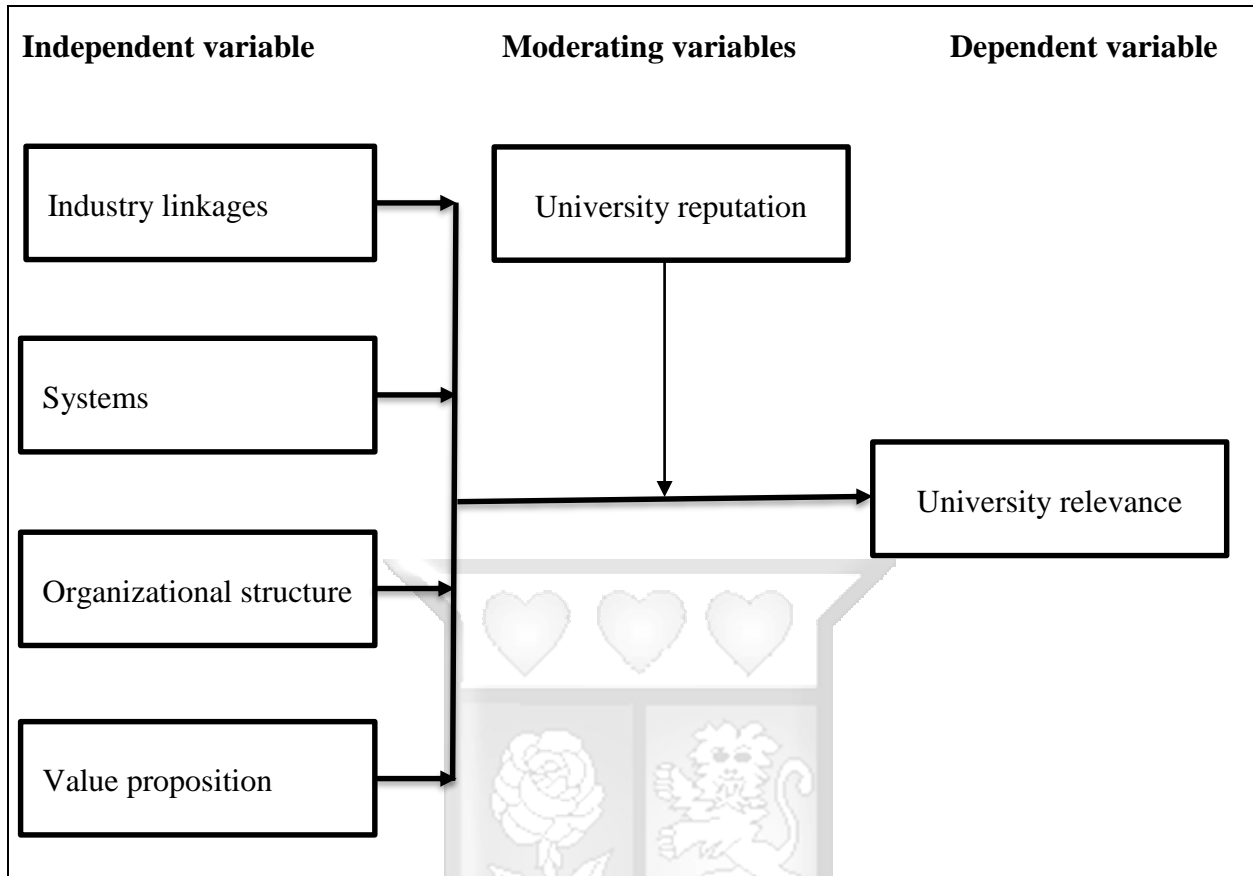 Independent variable
Moderating variables
Dependent variable
Industry linkages
University reputation
Systems
University relevance
Organizational structure
Value proposition